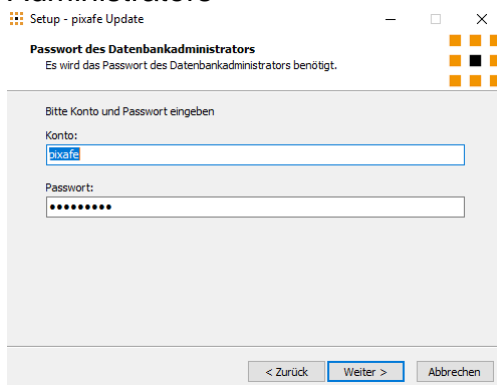 Setup - pixafe Update
Passwort des Datenbankadministrators
Es wird das Passwort des Datenbankadministrators benötigt.
Bitte Konto und Passwort eingeben
Konto:
pixafe
Passwort:
•••••••••
< Zurück
Weiter >
Abbrechen